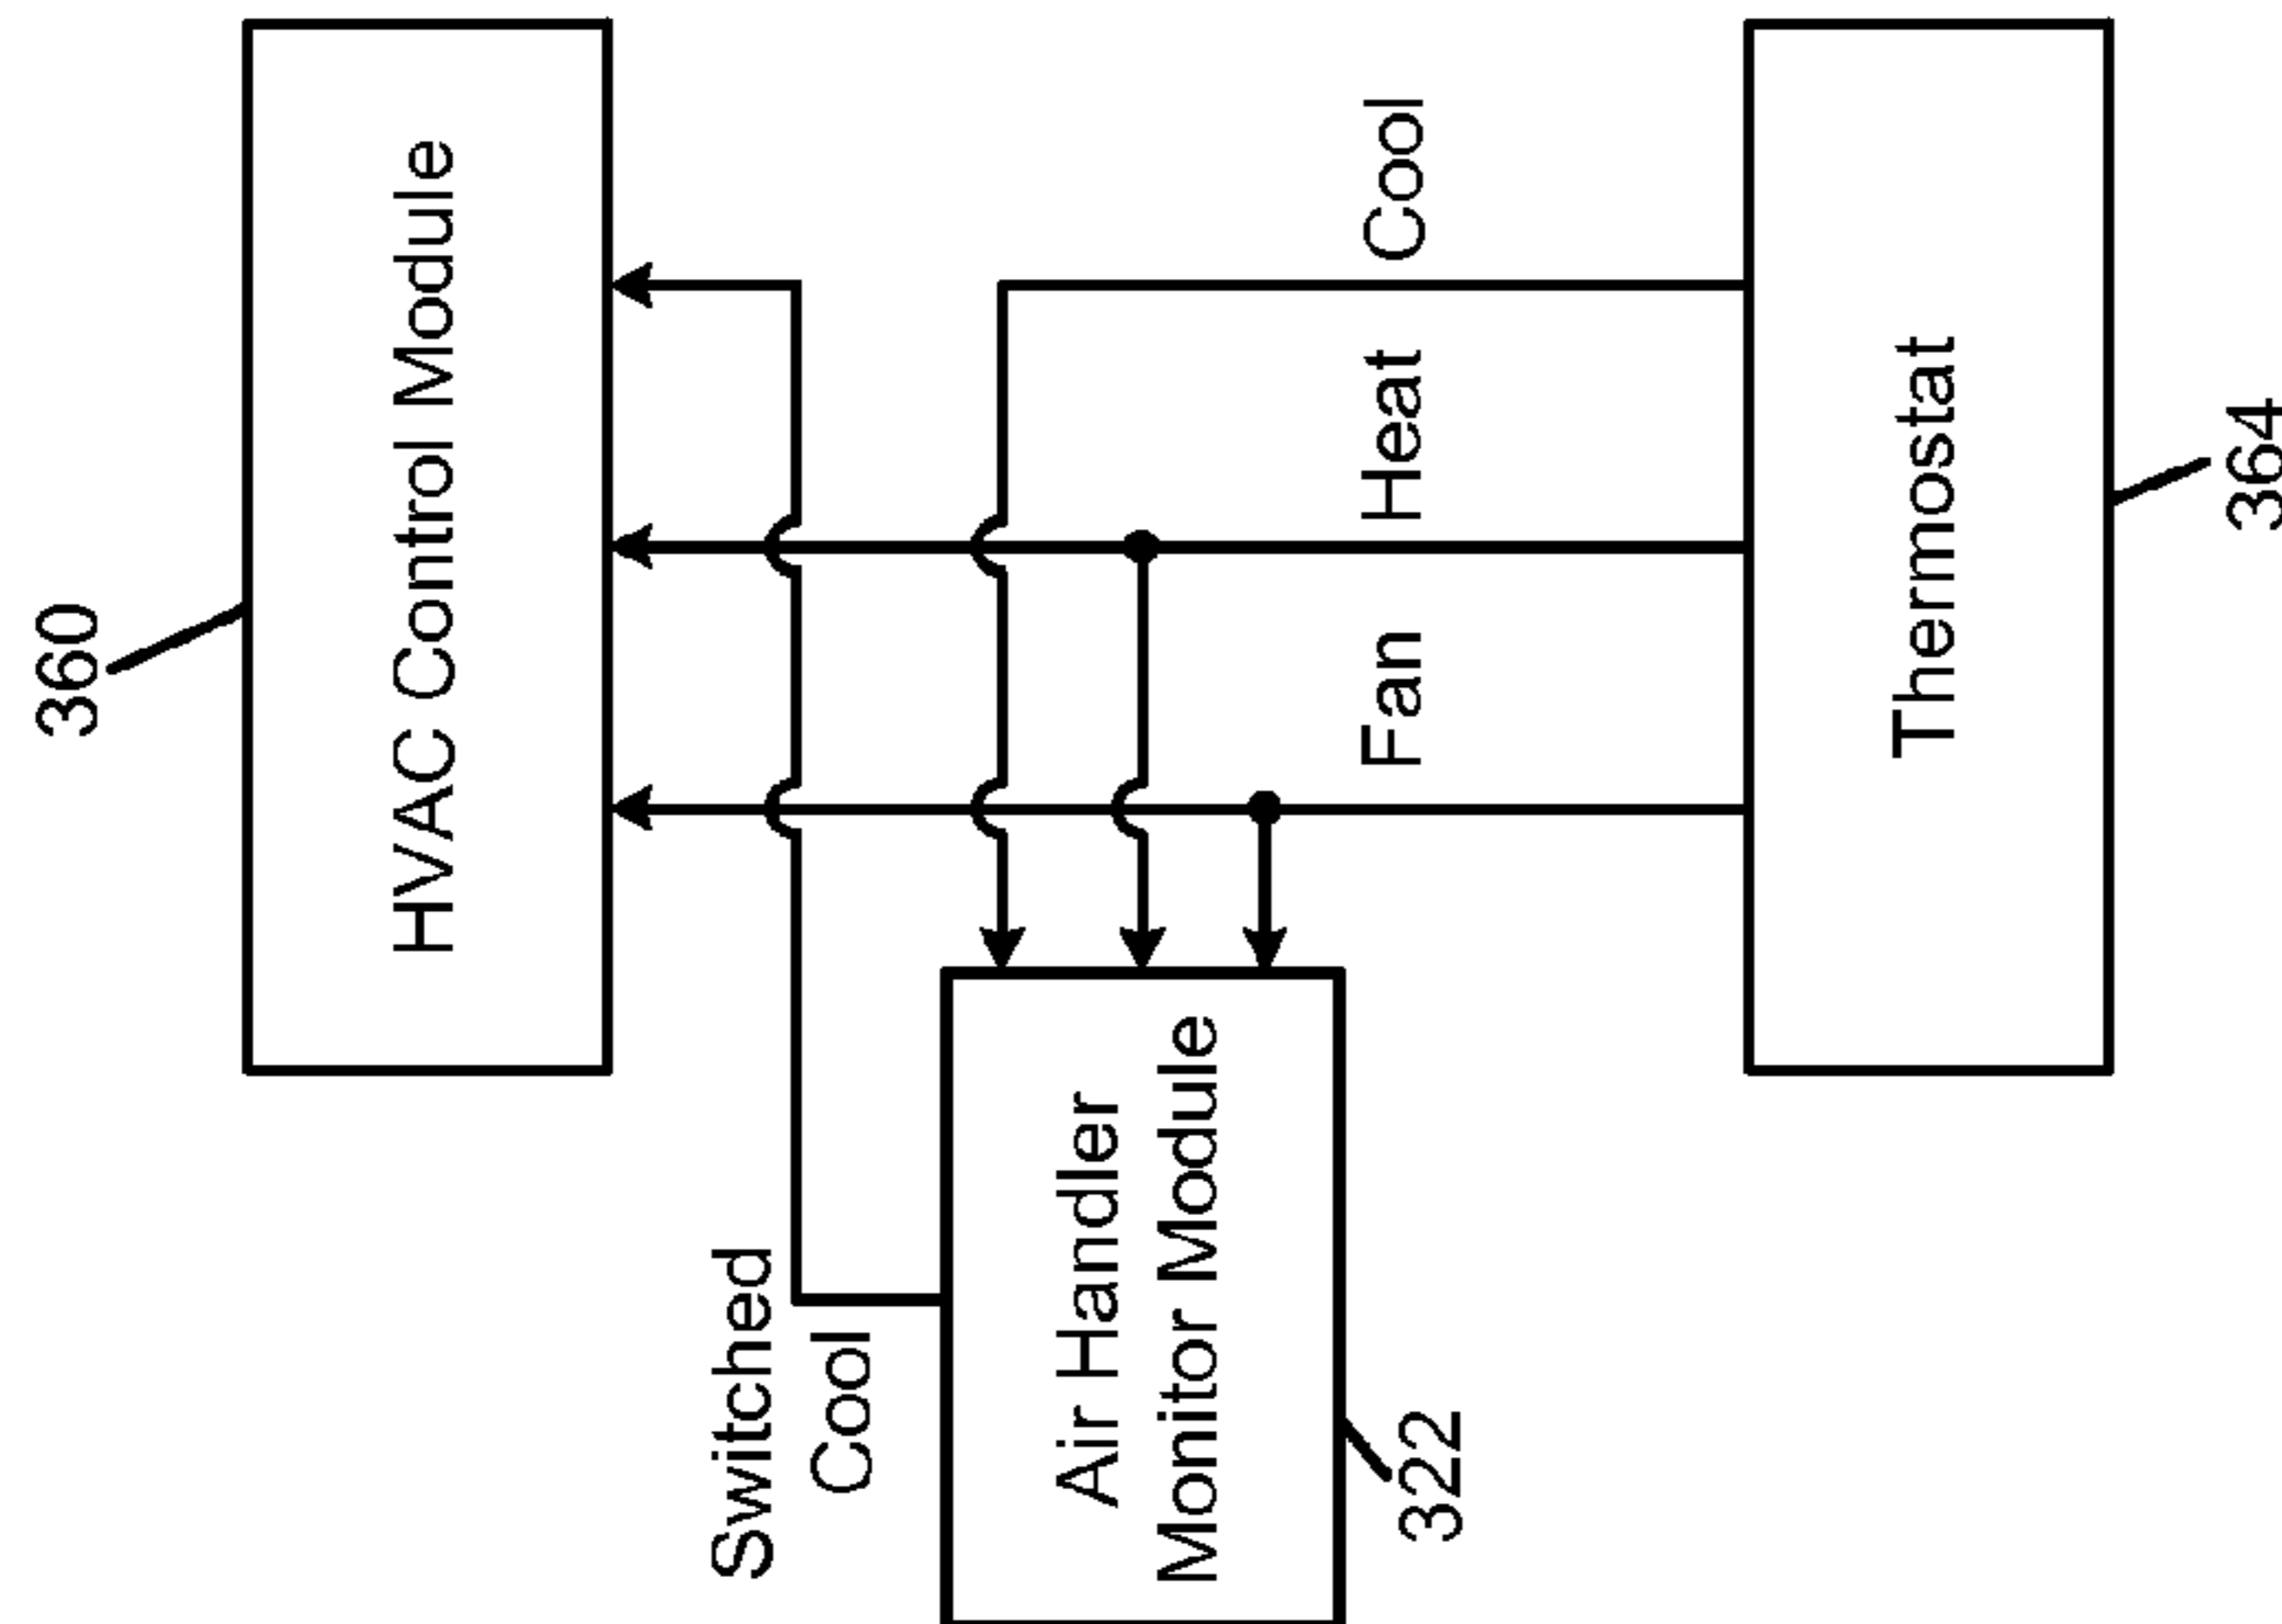 360
HVAC Control Module
Switched
Cool
Air Handler
Monitor Module
322
Fan
Heat
Cool
Thermostat
364